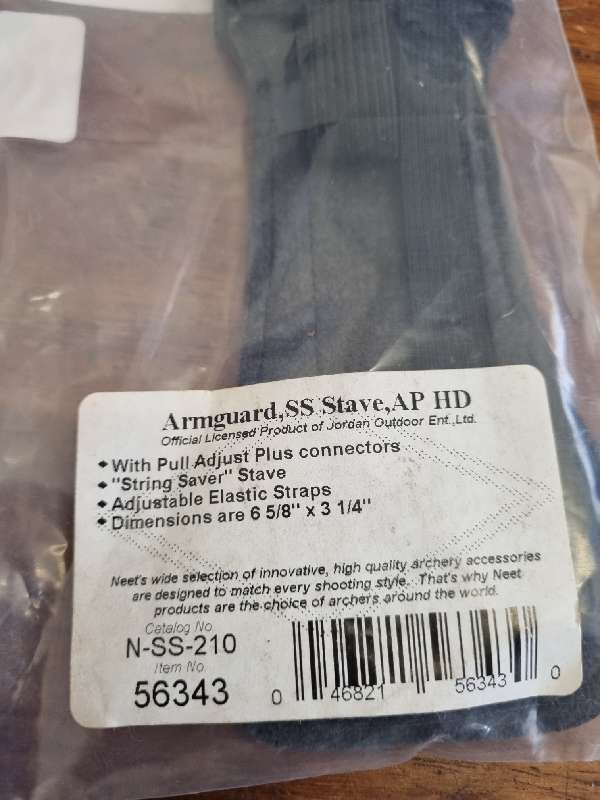 Armguard,SS Stave,AP HD
Official Licensed Product of Jordan Outdoor Ent.,Ltd.
◆ With Pull Adjust Plus connectors
◆ "String Saver" Stave
◆ Adjustable Elastic Straps
◆ Dimensions are 6 5/8" x 3 1/4"
Neet's wide selection of innovative, high quality archery accessories
are designed to match every shooting style. That's why Neet
products are the choice of archers around the world.
Catalog No.
N-SS-210
Item No.
56343
0 46821 56343 0